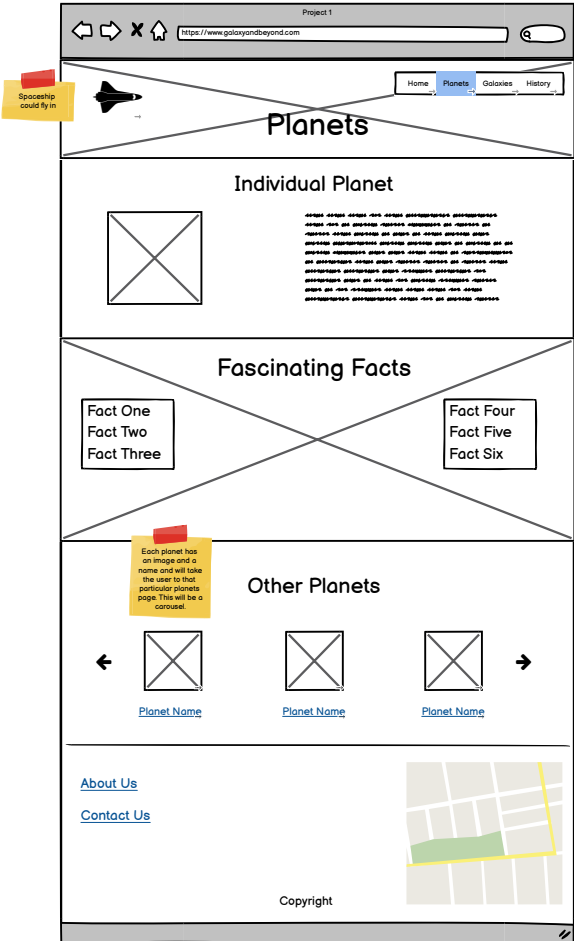 Project 1
https://www.galaxyandbeyond.com
Spaceship
could fly in
Home Planets Galaxies History
Planets
Individual Planet
Fascinating Facts
Fact One
Fact Two
Fact Three
Fact Four
Fact Five
Fact Six
Each planet has
an image and a
name and will take
the user to that
particular planets
page. This will be a
carousel.
Other Planets
Planet Name
Planet Name
Planet Name
About Us
Contact Us
Copyright